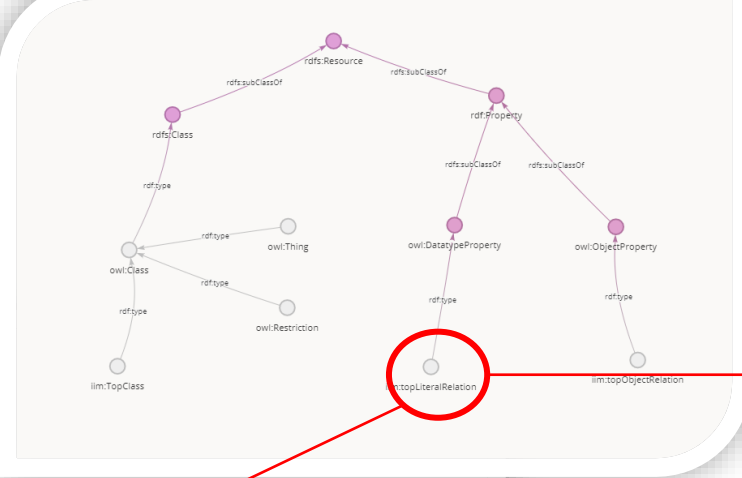 rdfs:Resource
rdfs:subClassOf
rdfs:subClassOf
rdf:Property
rdfs:Class
rdfs:subClassOf
rdfs:subClassOf
rdf:type
rdf:type
owl:Thing
owl:DatatypeProperty
owl:ObjectProperty
owl:Class
rdf:type
rdf:type
rdf:type
rdf:type
owl:Restriction
iim:TopClass
iim:topLiteralRelation
iim:topObjectRelation